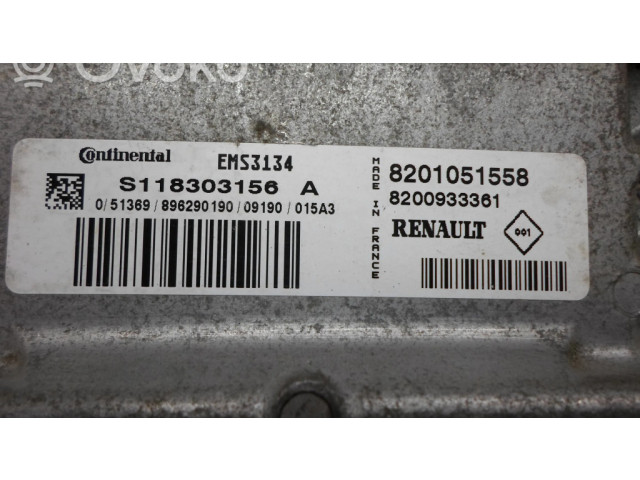 OVOKO
Continental EMS3134
S118303156 A
0/51369/896290190/09190/015A3
MADE IN FRANCE
8201051558
8200933361
RENAULT
001